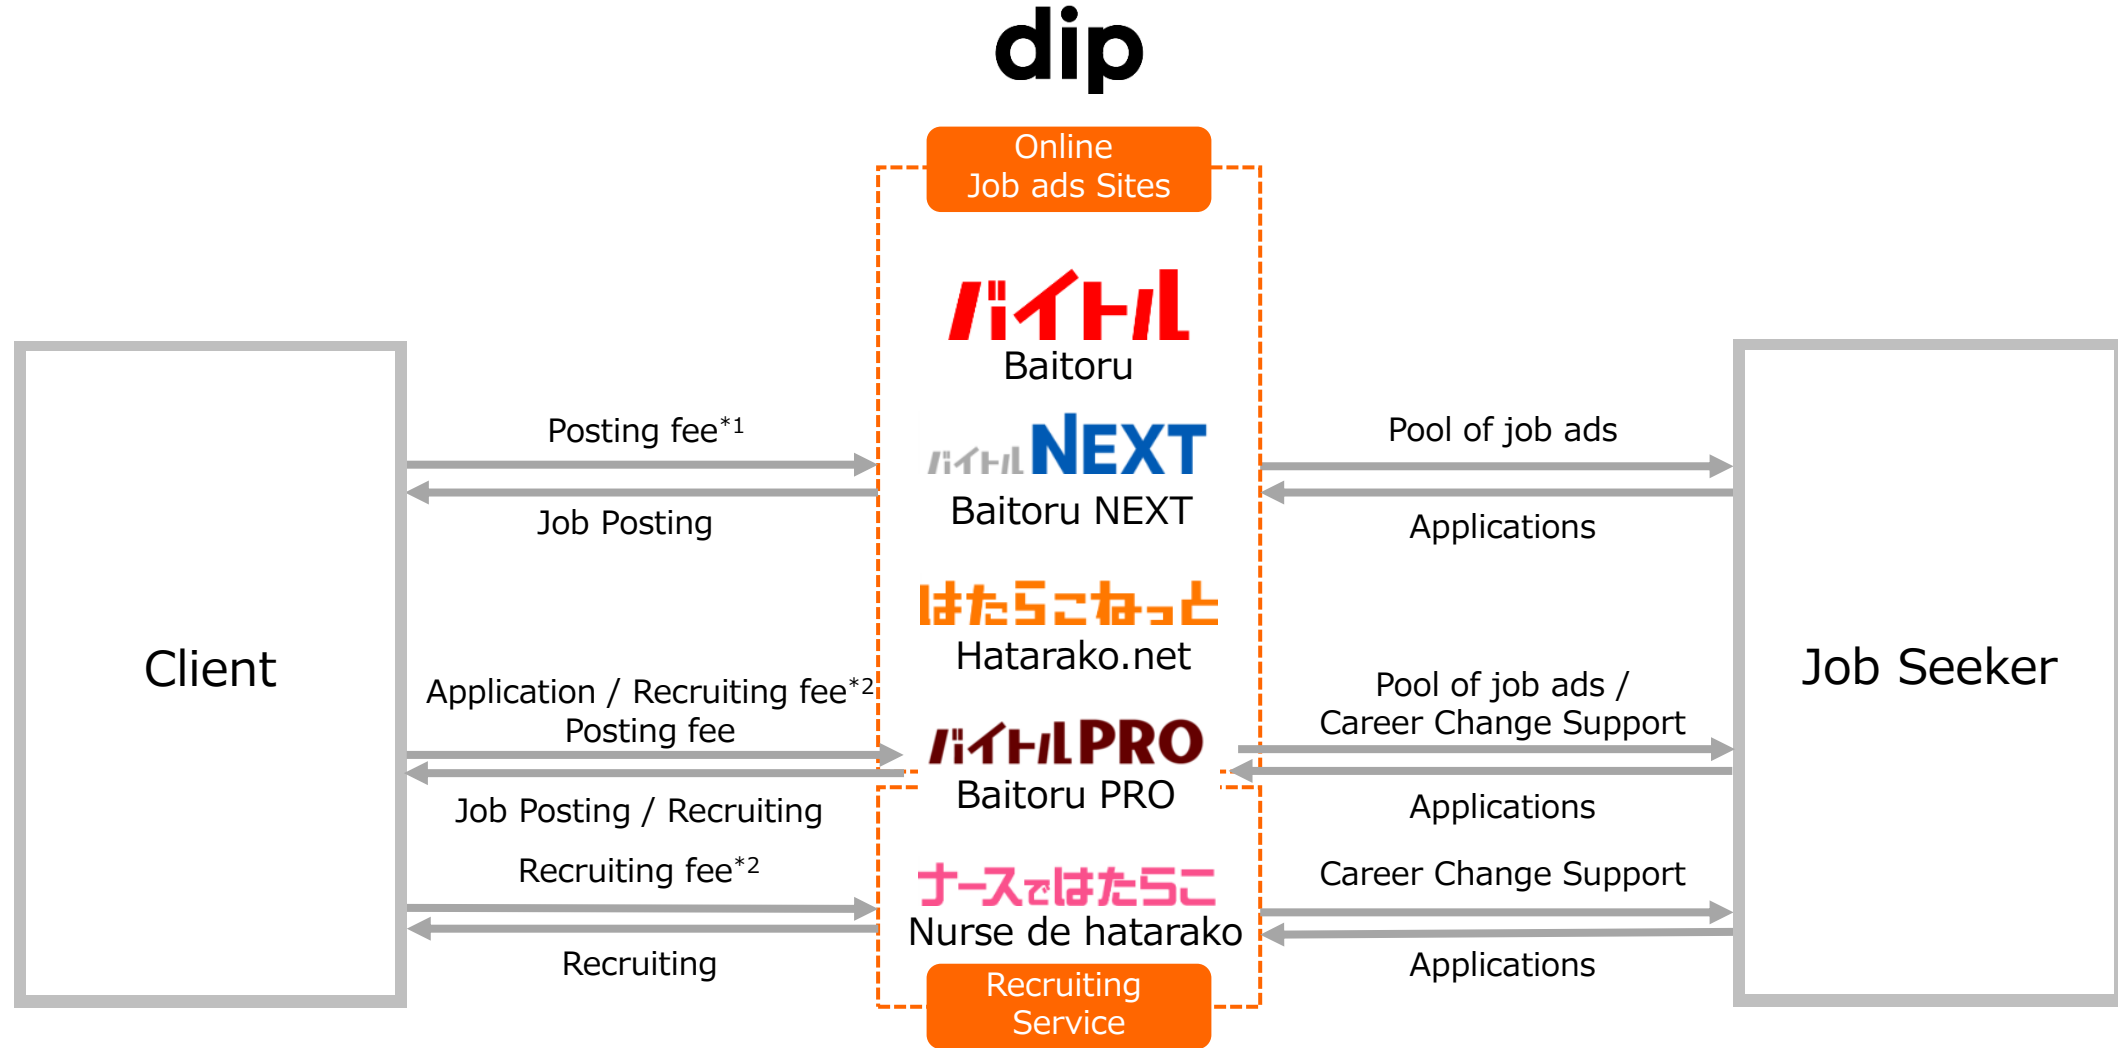 dip
Online
Job ads Sites
バイトル
Baitoru
バイトルNEXT
Baitoru NEXT
はたらこねっと
Hatarako.net
バイトルPRO
Baitoru PRO
ナースではたらこ
Nurse de hatarako
Recruiting
Service
Client
Posting fee*1
Job Posting
Application / Recruiting fee*2
Posting fee
Job Posting / Recruiting
Recruiting fee*2
Recruiting
Pool of job ads
Applications
Pool of job ads /
Career Change Support
Applications
Career Change Support
Applications
Job Seeker